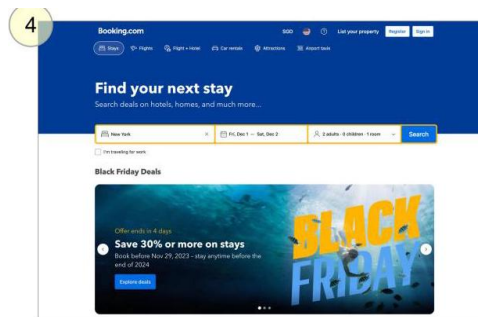 4
Booking.com
SGD
List your property
Register
Sign in
Stays
Flights
Flight + Hotel
Car rentals
Attractions
Airport taxis
Find your next stay
Search deals on hotels, homes, and much more...
New York
Fri, Dec 1 – Sat, Dec 2
2 adults · 0 children · 1 room
Search
I'm traveling for work
Black Friday Deals
Offer ends in 4 days
Save 30% or more on stays
Book before Nov 29, 2023 – stay anytime before the
end of 2024
Explore deals
BLACK
FRIDAY